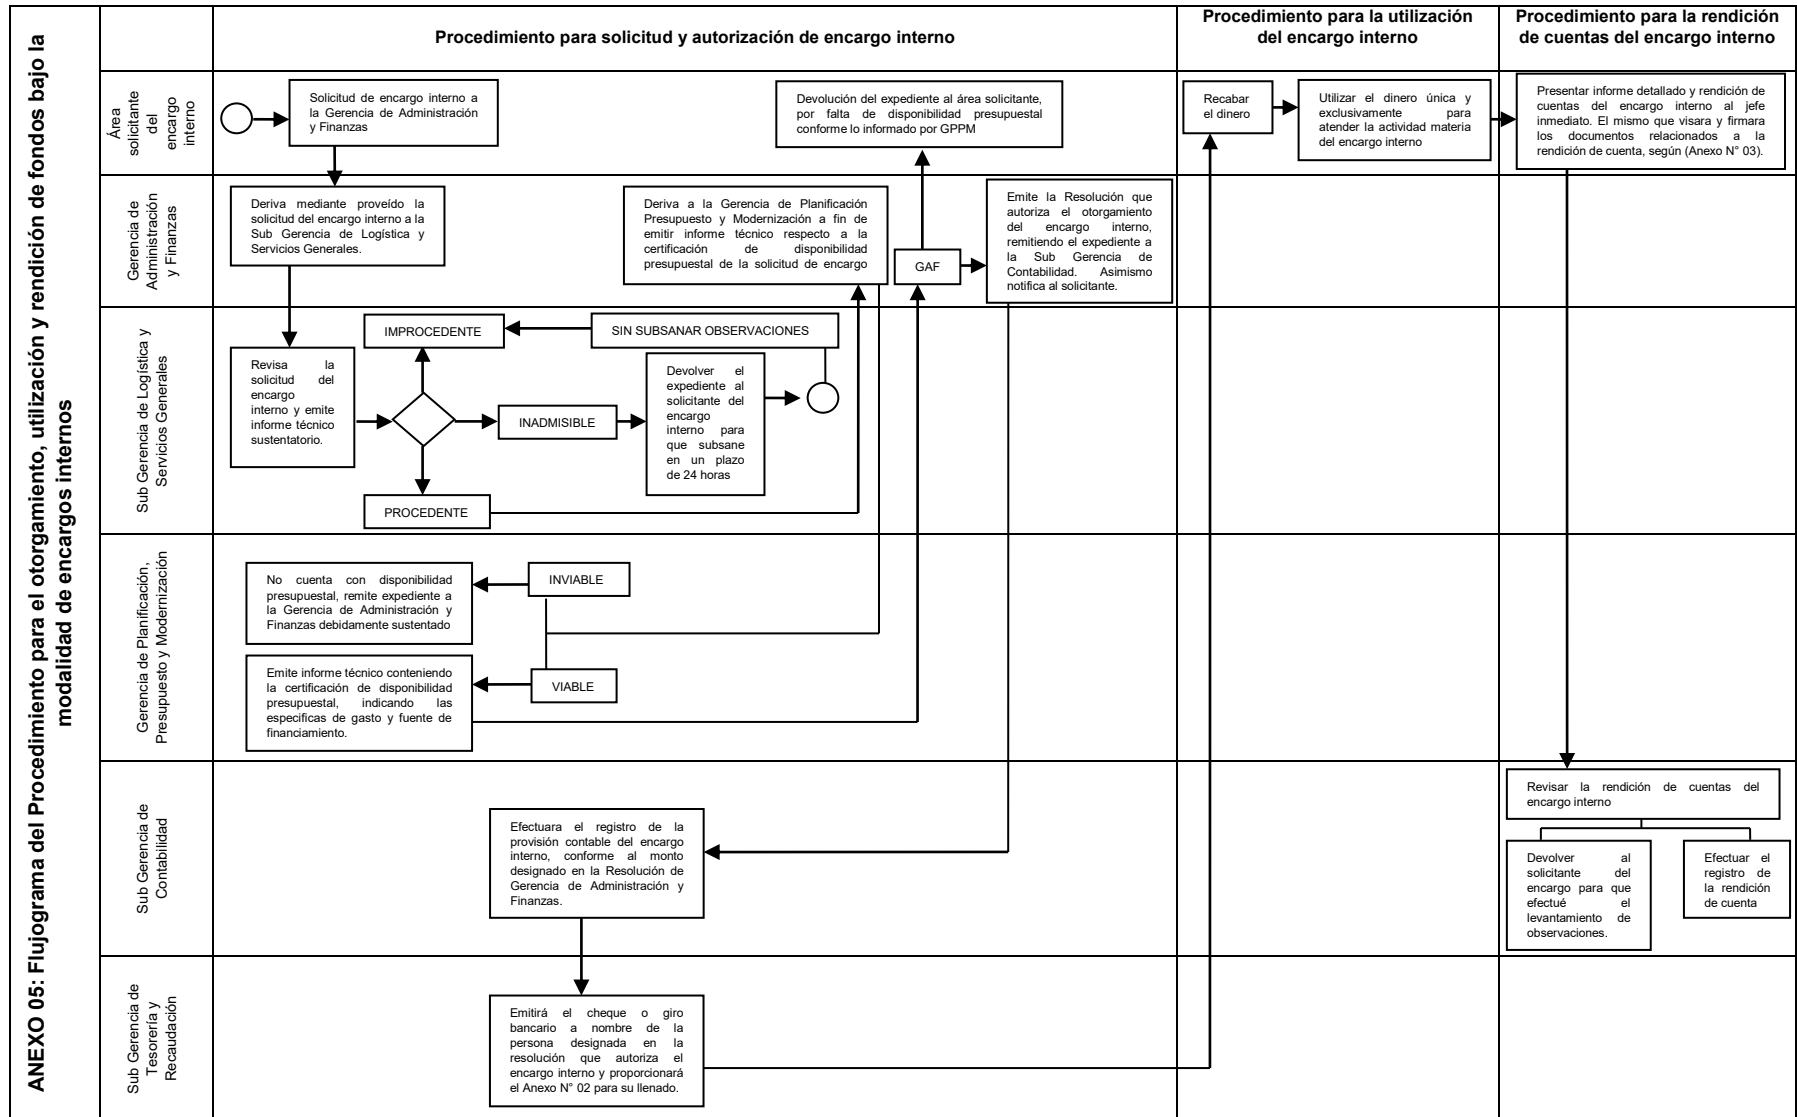 ANEXO 05: Flujograma del Procedimiento para el otorgamiento, utilización y rendición de fondos bajo la
modalidad de encargos internos
Procedimiento para solicitud y autorización de encargo interno
Procedimiento para la utilización
del encargo interno
Procedimiento para la rendición
de cuentas del encargo interno
Área
solicitante
del
encargo
interno
Solicitud de encargo interno a
la Gerencia de Administración
y Finanzas
Devolución del expediente al área solicitante,
por falta de disponibilidad presupuestal
conforme lo informado por GPPM
Recabar
el dinero
Utilizar el dinero única y
exclusivamente para
atender la actividad materia
del encargo interno
Presentar informe detallado y rendición de
cuentas del encargo interno al jefe
inmediato. El mismo que visara y firmara
los documentos relacionados a la
rendición de cuenta, según (Anexo N° 03).
Gerencia de
Administración
y Finanzas
Deriva mediante proveído la
solicitud del encargo interno a la
Sub Gerencia de Logística y
Servicios Generales.
Deriva a la Gerencia de Planificación
Presupuesto y Modernización a fin de
emitir informe técnico respecto a la
certificación de disponibilidad
presupuestal de la solicitud de encargo
GAF
Emite la Resolución que
autoriza el otorgamiento
del encargo interno,
remitiendo el expediente a
la Sub Gerencia de
Contabilidad. Asimismo
notifica al solicitante.
Sub Gerencia de Logística y
Servicios Generales
IMPROCEDENTE
SIN SUBSANAR OBSERVACIONES
Revisa la
solicitud del
encargo
interno y emite
informe técnico
sustentatorio.
INADMISIBLE
Devolver el
expediente al
solicitante del
encargo
interno para
que subsane
en un plazo
de 24 horas
PROCEDENTE
Gerencia de Planificación,
Presupuesto y Modernización
No cuenta con disponibilidad
presupuestal, remite expediente a
la Gerencia de Administración y
Finanzas debidamente sustentado
INVIABLE
Emite informe técnico conteniendo
la certificación de disponibilidad
presupuestal, indicando las
especificas de gasto y fuente de
financiamiento.
VIABLE
Sub Gerencia de
Contabilidad
Efectuara el registro de la
provisión contable del encargo
interno, conforme al monto
designado en la Resolución de
Gerencia de Administración y
Finanzas.
Revisar la rendición de cuentas del
encargo interno
Devolver al
solicitante del
encargo para que
efectué el
levantamiento de
observaciones.
Efectuar el
registro de
la rendición
de cuenta
Sub Gerencia de
Tesorería y
Recaudación
Emitirá el cheque o giro
bancario a nombre de la
persona designada en la
resolución que autoriza el
encargo interno y proporcionará
el Anexo N° 02 para su llenado.